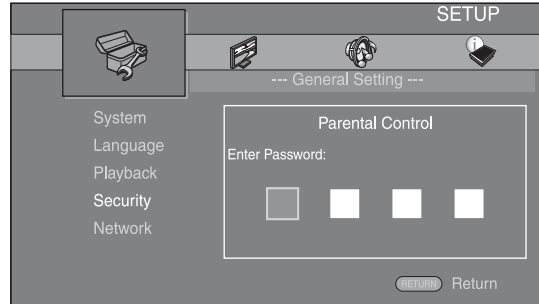 SETUP
--- General Setting ---
System
Language
Playback
Security
Network
Parental Control
Enter Password:
RETURN Return